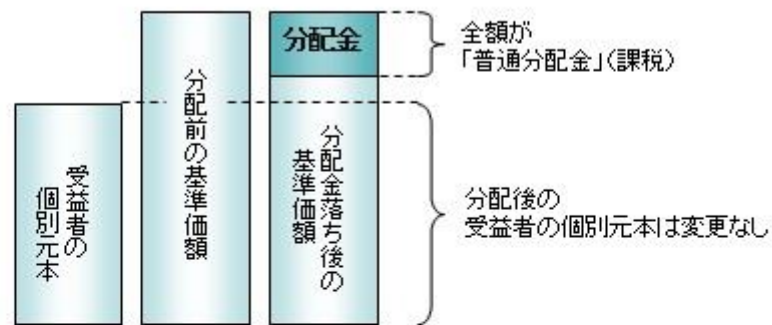 受益者の
個別元本
分配前の基準価額
分配金
分配金落ち後の
基準価額
全額が
「普通分配金」(課税)
分配後の
受益者の個別元本は変更なし